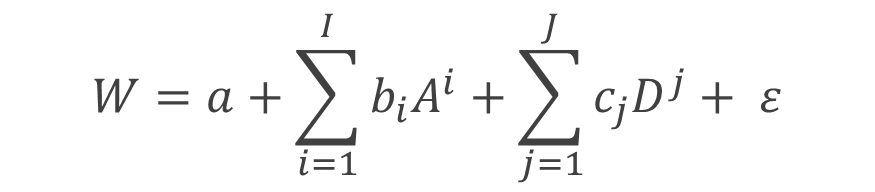 W = a + \sum_{i=1}^{I} b_i A^i + \sum_{j=1}^{J} c_j D^j + ε